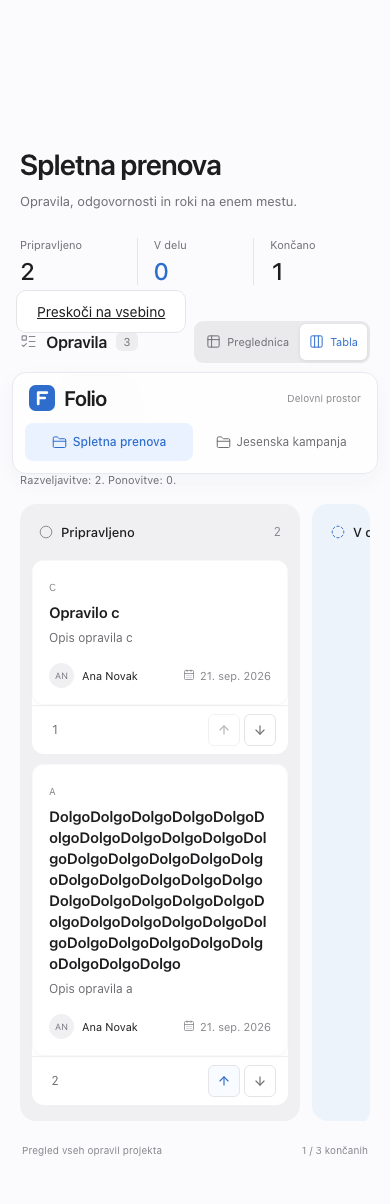 Spletna prenova
Opravila, odgovornosti in roki na enem mestu.
Pripravljeno
2
V delu
0
Končano
1
Preskoči na vsebino
Opravila 3
Preglednica
Tabla
F Folio
Delovni prostor
Spletna prenova
Jesenska kampanja
Razveljavitve: 2. Ponovitve: 0.
Pripravljeno 2
C
Opravilo c
Opis opravila c
AN Ana Novak 21. sep. 2026
1
A
DolgoDolgoDolgoDolgoDolgoD
olgoDolgoDolgoDolgoDolgoDol
goDolgoDolgoDolgoDolgoDolg
oDolgoDolgoDolgoDolgoDolgo
DolgoDolgoDolgoDolgoDolgoD
olgoDolgoDolgoDolgoDolgoDol
goDolgoDolgoDolgoDolgoDolg
oDolgoDolgoDolgo
Opis opravila a
AN Ana Novak 21. sep. 2026
2
V
Pregled vseh opravil projekta
1 / 3 končanih